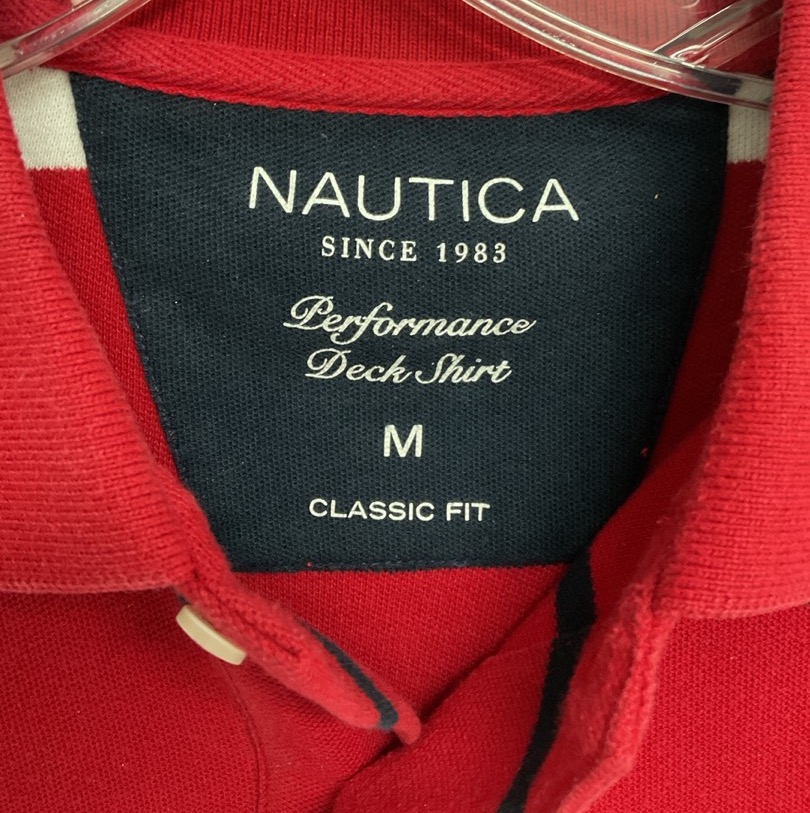 NAUTICA
SINCE 1983
Performance
Deck Shirt
M
CLASSIC FIT